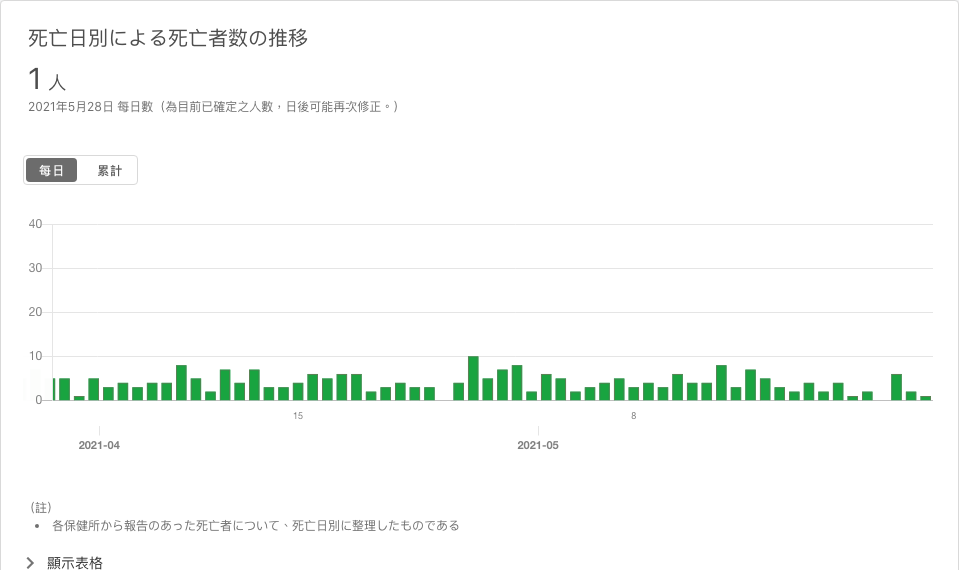 死亡日別による死亡者数の推移
1 人
2021年5月28日 每日數（為目前已確定之人數，日後可能再次修正。）
每日 累計
40
30
20
10
0
15 8
2021-04 2021-05
（註）
• 各保健所から報告のあった死亡者について、死亡日別に整理したものである
顯示表格